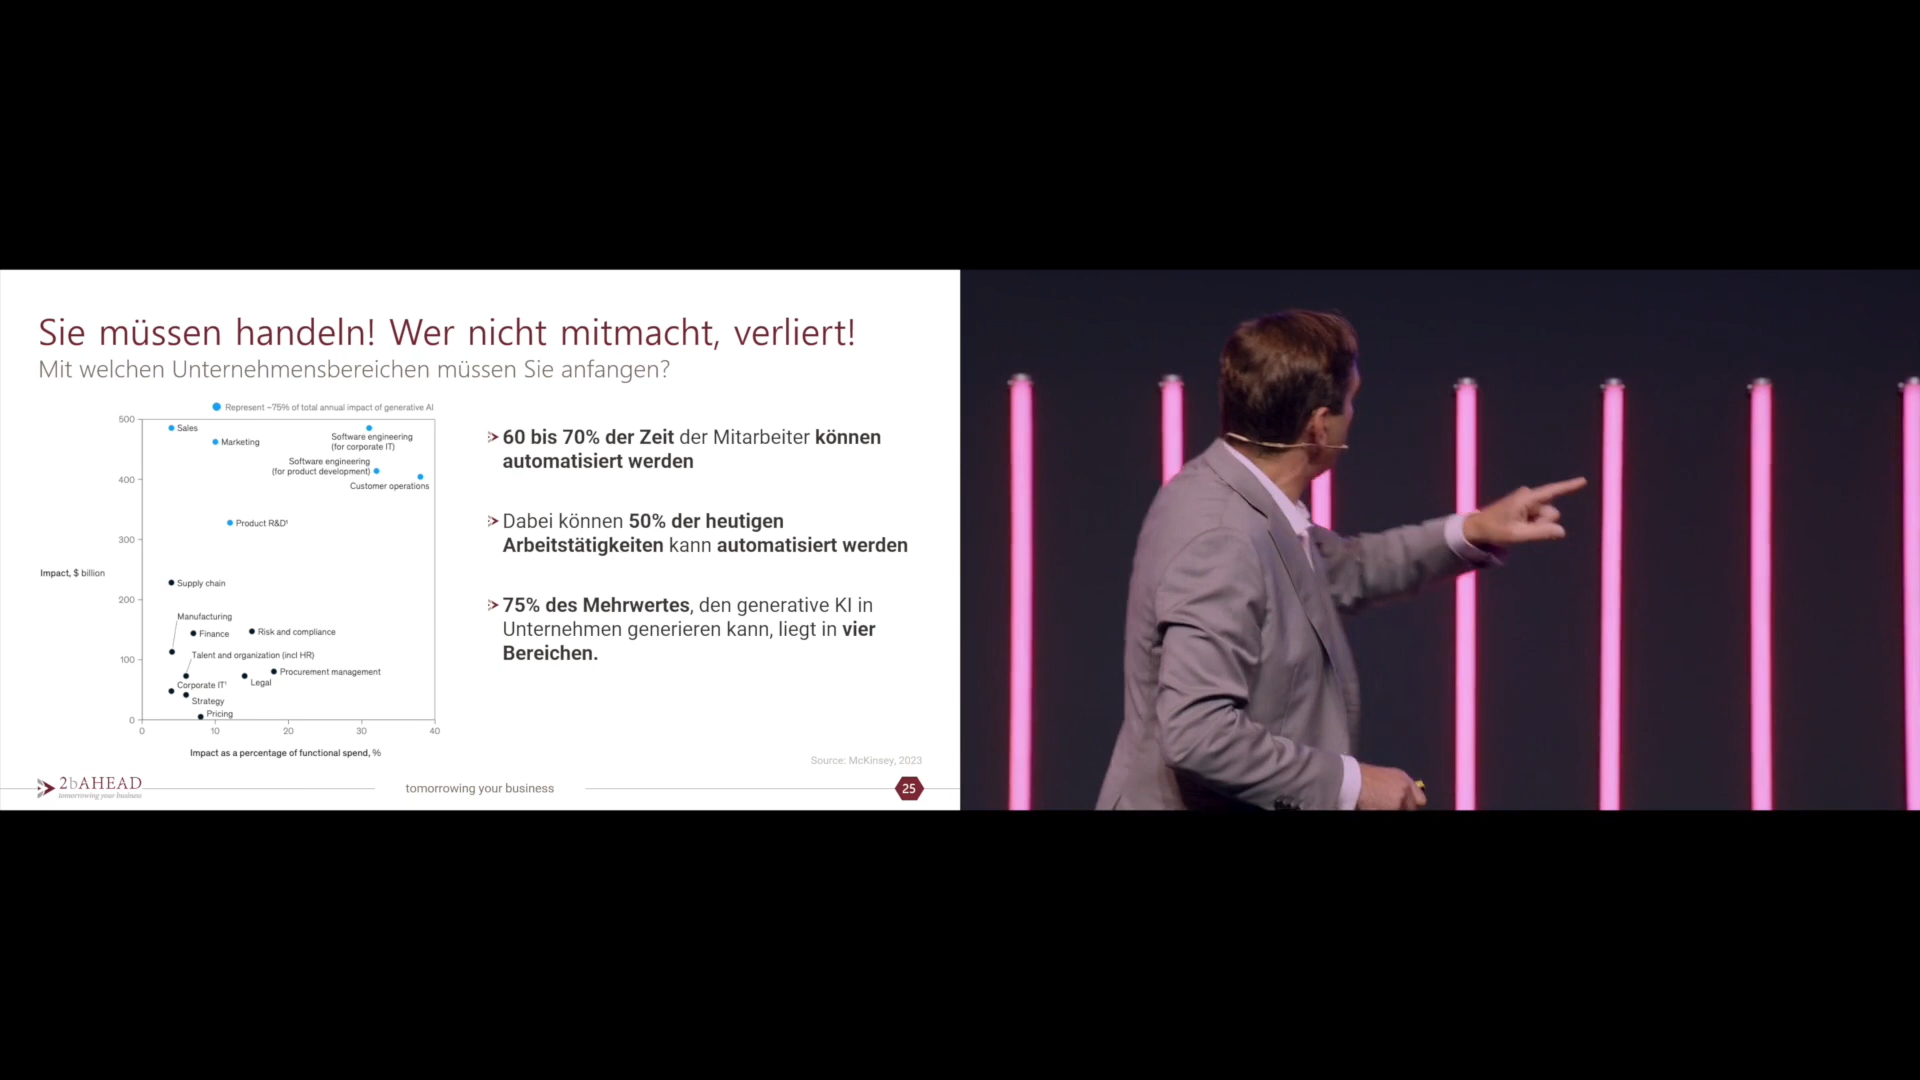 Sie müssen handeln! Wer nicht mitmacht, verliert!
Mit welchen Unternehmensbereichen müssen Sie anfangen?
Represent ~75% of total annual impact of generative AI
500
400
300
200
100
0
Impact, $ billion
Sales
Marketing
Software engineering
(for corporate IT)
Software engineering
(for product development)
Customer operations
Product R&D¹
Supply chain
Manufacturing
Finance
Risk and compliance
Talent and organization (incl HR)
Procurement management
Corporate IT¹
Legal
Strategy
Pricing
0 10 20 30 40
Impact as a percentage of functional spend, %
60 bis 70% der Zeit der Mitarbeiter können
automatisiert werden
Dabei können 50% der heutigen
Arbeitstätigkeiten kann automatisiert werden
75% des Mehrwertes, den generative KI in
Unternehmen generieren kann, liegt in vier
Bereichen.
Source: McKinsey, 2023
2bAHEAD
tomorrowing your business
tomorrowing your business
25